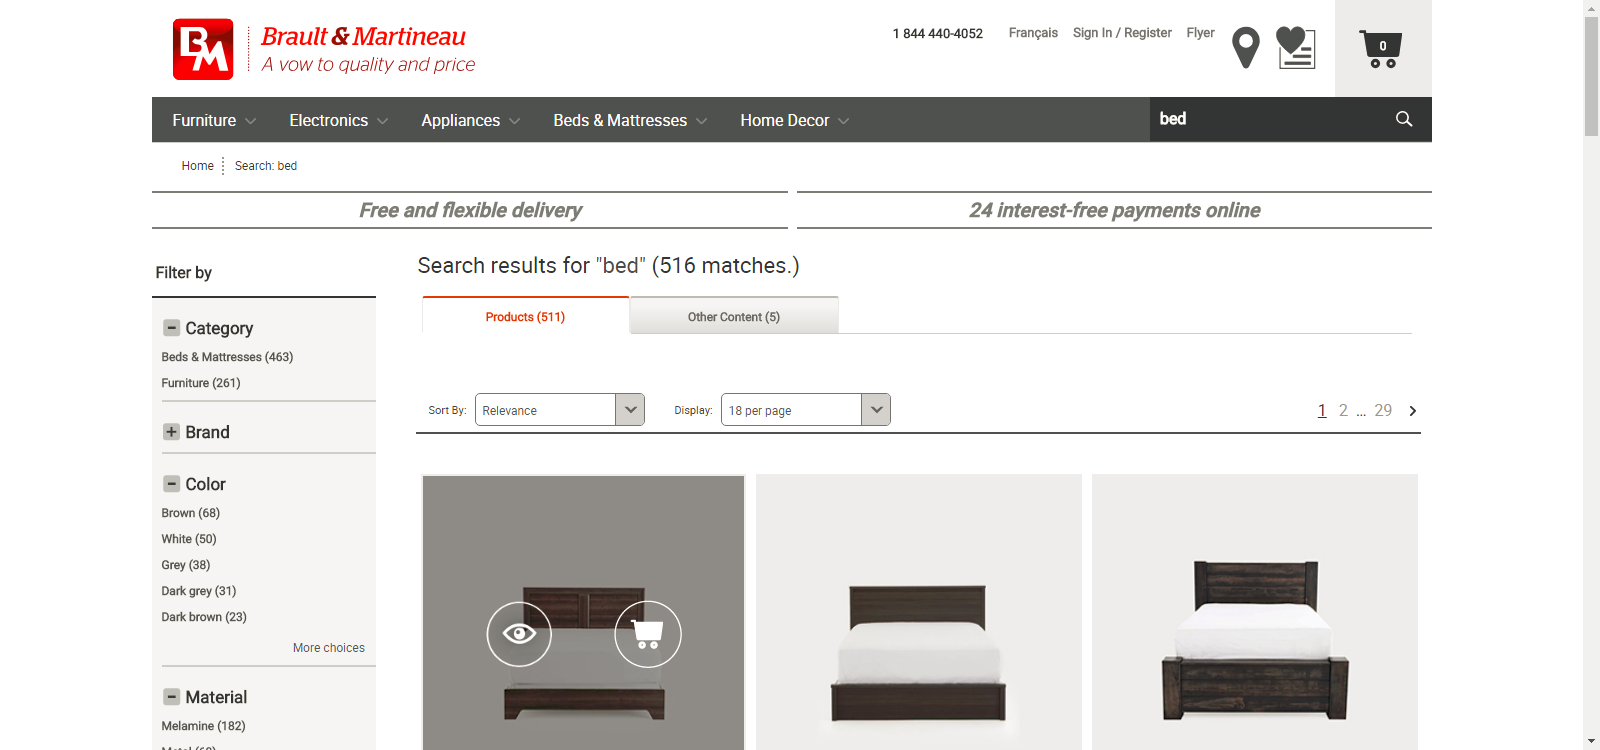 BM
Brault & Martineau
A vow to quality and price
1 844 440-4052
Français
Sign In / Register
Flyer
0
Furniture
Electronics
Appliances
Beds & Mattresses
Home Decor
bed
Home
Search: bed
Free and flexible delivery
24 interest-free payments online
Filter by
Category
Beds & Mattresses (463)
Furniture (261)
Brand
Color
Brown (68)
White (50)
Grey (38)
Dark grey (31)
Dark brown (23)
More choices
Material
Melamine (182)
Search results for "bed" (516 matches.)
Products (511)
Other Content (5)
Sort By:
Relevance
Display:
18 per page
1 2 ... 29